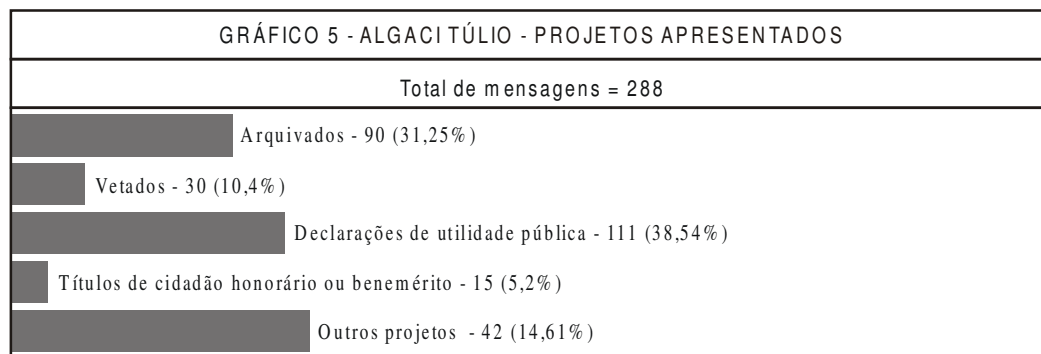 GRÁFICO 5 - ALGACI TÚLIO - PROJETOS APRESENTADOS
Total de mensagens = 288
Arquivados - 90 (31,25%)
Vetados - 30 (10,4%)
Declarações de utilidade pública - 111 (38,54%)
Títulos de cidadão honorário ou benemérito - 15 (5,2%)
Outros projetos - 42 (14,61%)